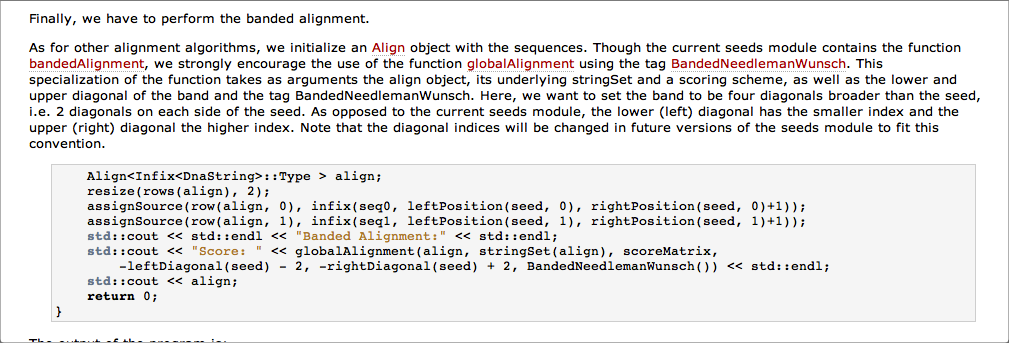 Finally, we have to perform the banded alignment.
As for other alignment algorithms, we initialize an Align object with the sequences. Though the current seeds module contains the function
bandedAlignment, we strongly encourage the use of the function globalAlignment using the tag BandedNeedlemanWunsch. This
specialization of the function takes as arguments the align object, its underlying stringSet and a scoring scheme, as well as the lower and
upper diagonal of the band and the tag BandedNeedlemanWunsch. Here, we want to set the band to be four diagonals broader than the seed,
i.e. 2 diagonals on each side of the seed. As opposed to the current seeds module, the lower (left) diagonal has the smaller index and the
upper (right) diagonal the higher index. Note that the diagonal indices will be changed in future versions of the seeds module to fit this
convention.
Align<Infix<DnaString>::Type > align;
resize(rows(align), 2);
assignSource(row(align, 0), infix(seq0, leftPosition(seed, 0), rightPosition(seed, 0)+1));
assignSource(row(align, 1), infix(seq1, leftPosition(seed, 1), rightPosition(seed, 1)+1));
std::cout << std::endl << "Banded Alignment:" << std::endl;
std::cout << "Score: " << globalAlignment(align, stringSet(align), scoreMatrix,
-leftDiagonal(seed) - 2, -rightDiagonal(seed) + 2, BandedNeedlemanWunsch()) << std::endl;
std::cout << align;
return 0;
}
The output of the program is: